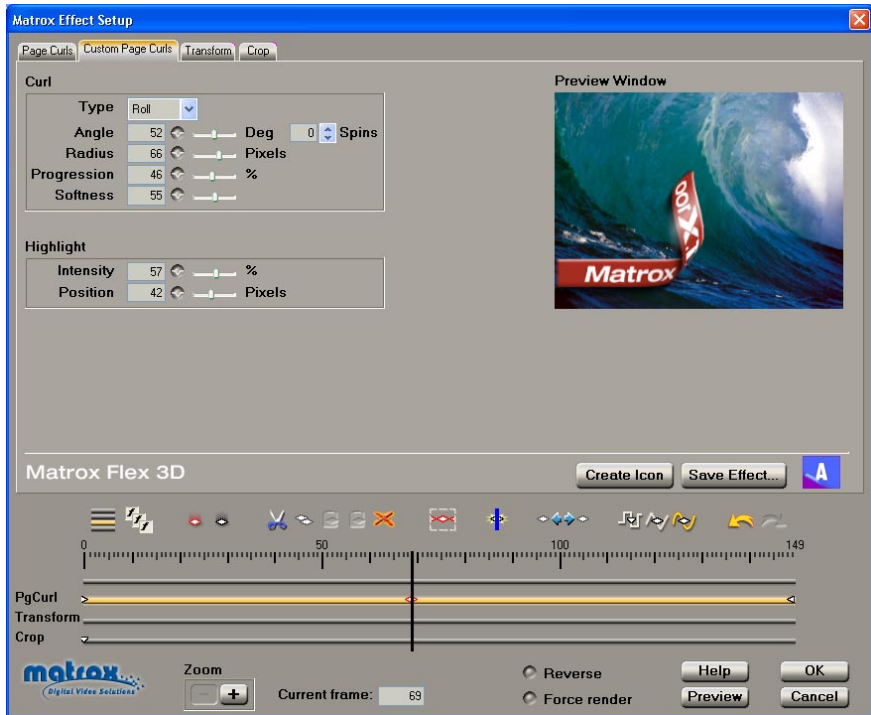 Matrox Effect Setup
Page Curls Custom Page Curls Transform Crop
Curl
Type Roll
Angle 52 Deg 0 Spins
Radius 66 Pixels
Progression 46 %
Softness 55
Highlight
Intensity 57 %
Position 42 Pixels
Preview Window
Matrox X.100
Matrox Flex 3D
Create Icon Save Effect... A
0 50 100 149
PgCurl
Transform
Crop
matrox
Digital Video Solutions
Zoom
Current frame: 69
Reverse
Force render
Help OK
Preview Cancel